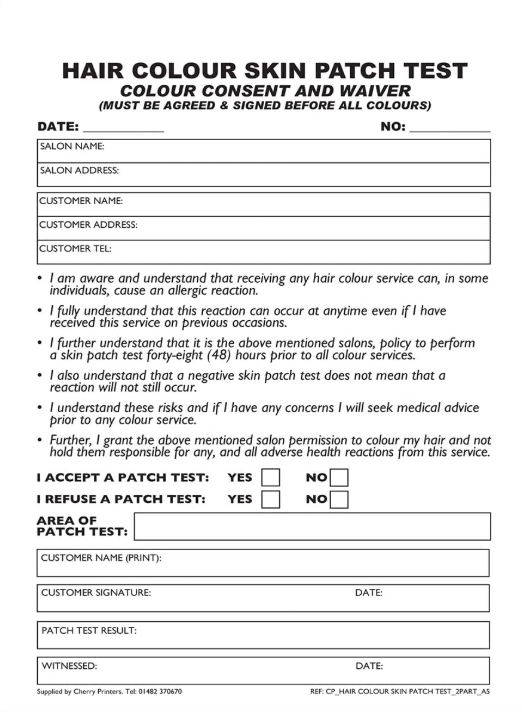 HAIR COLOUR SKIN PATCH TEST
COLOUR CONSENT AND WAIVER
(MUST BE AGREED & SIGNED BEFORE ALL COLOURS)
DATE: ____________ NO: ____________
SALON NAME:
SALON ADDRESS:
CUSTOMER NAME:
CUSTOMER ADDRESS:
CUSTOMER TEL:
• I am aware and understand that receiving any hair colour service can, in some
individuals, cause an allergic reaction.
• I fully understand that this reaction can occur at anytime even if I have
received this service on previous occasions.
• I further understand that it is the above mentioned salons, policy to perform
a skin patch test forty-eight (48) hours prior to all colour services.
• I also understand that a negative skin patch test does not mean that a
reaction will not still occur.
• I understand these risks and if I have any concerns I will seek medical advice
prior to any colour service.
• Further, I grant the above mentioned salon permission to colour my hair and not
hold them responsible for any, and all adverse health reactions from this service.
I ACCEPT A PATCH TEST: YES NO
I REFUSE A PATCH TEST: YES NO
AREA OF
PATCH TEST:
CUSTOMER NAME (PRINT):
CUSTOMER SIGNATURE: DATE:
PATCH TEST RESULT:
WITNESSED: DATE:
Supplied by Cherry Printers. Tel: 01482 370670 REF: CP_HAIR COLOUR SKIN PATCH TEST_2PART_A5